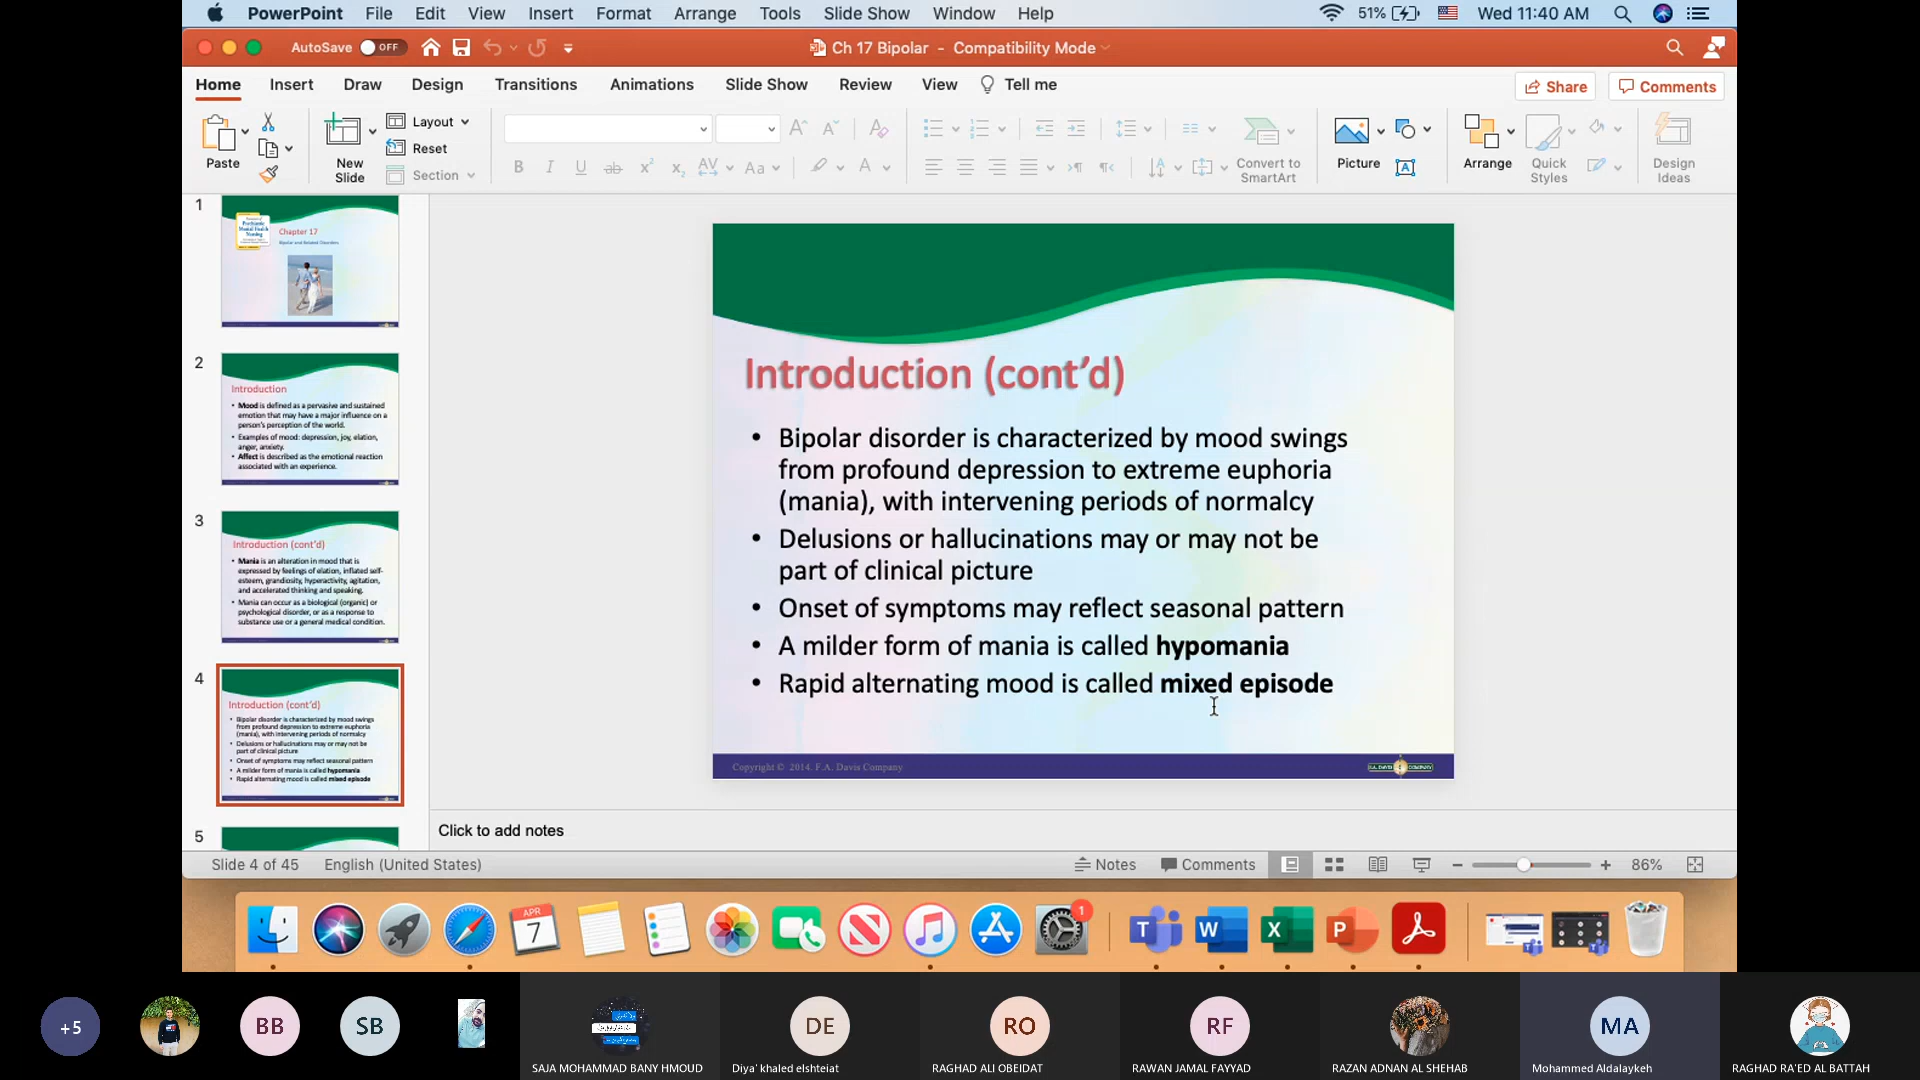 PowerPoint File Edit View Insert Format Arrange Tools Slide Show Window Help 51% Wed 11:40 AM
AutoSave OFF Ch 17 Bipolar - Compatibility Mode
Home Insert Draw Design Transitions Animations Slide Show Review View Tell me Share Comments
Paste New Slide Layout Reset Section Convert to SmartArt Picture Arrange Quick Styles Design Ideas
1
Chapter 17
Bipolar and Related Disorders
2
Introduction
• Mood is defined as a pervasive and sustained
emotion that may have a major influence on a
person's perception of the world.
• Examples of mood: depression, joy, elation,
anger, anxiety.
• Affect is described as the emotional reaction
associated with an experience.
3
Introduction (cont'd)
• Mania is an alteration in mood that is
expressed by feelings of elation, inflated self-
esteem, grandiosity, hyperactivity, agitation,
and accelerated thinking and speaking.
• Mania can occur as a biological (organic) or
psychological disorder, or as a response to
substance use or a general medical condition.
4
Introduction (cont'd)
• Bipolar disorder is characterized by mood swings
from profound depression to extreme euphoria
(mania), with intervening periods of normalcy
• Delusions or hallucinations may or may not be
part of clinical picture
• Onset of symptoms may reflect seasonal pattern
• A milder form of mania is called hypomania
• Rapid alternating mood is called mixed episode
5
Introduction (cont’d)
• Bipolar disorder is characterized by mood swings
from profound depression to extreme euphoria
(mania), with intervening periods of normalcy
• Delusions or hallucinations may or may not be
part of clinical picture
• Onset of symptoms may reflect seasonal pattern
• A milder form of mania is called hypomania
• Rapid alternating mood is called mixed episode
Copyright © 2014. F.A. Davis Company
F.A. DAVIS COMPANY
Click to add notes
Slide 4 of 45 English (United States) Notes Comments 86%
APR
7
1
T W X P
+5 BB SB DE RO RF MA
SAJA MOHAMMAD BANY HMOUD Diya' khaled elshteiat RAGHAD ALI OBEIDAT RAWAN JAMAL FAYYAD RAZAN ADNAN AL SHEHAB Mohammed Aldalaykeh RAGHAD RA'ED AL BATTAH